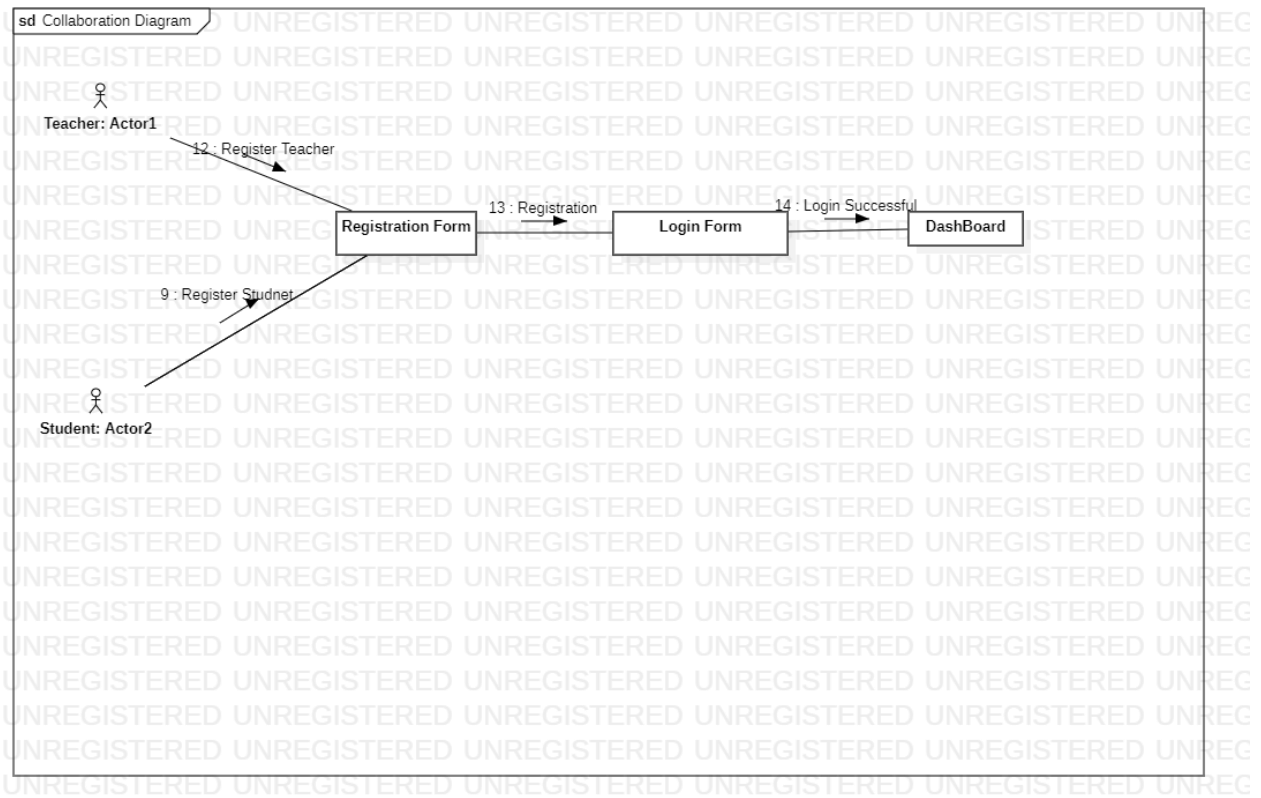 sd Collaboration Diagram
Teacher: Actor1
12 : Register Teacher
13 : Registration
14 : Login Successful
Registration Form
Login Form
DashBoard
9 : Register Studnet
Student: Actor2
UNREGISTERED